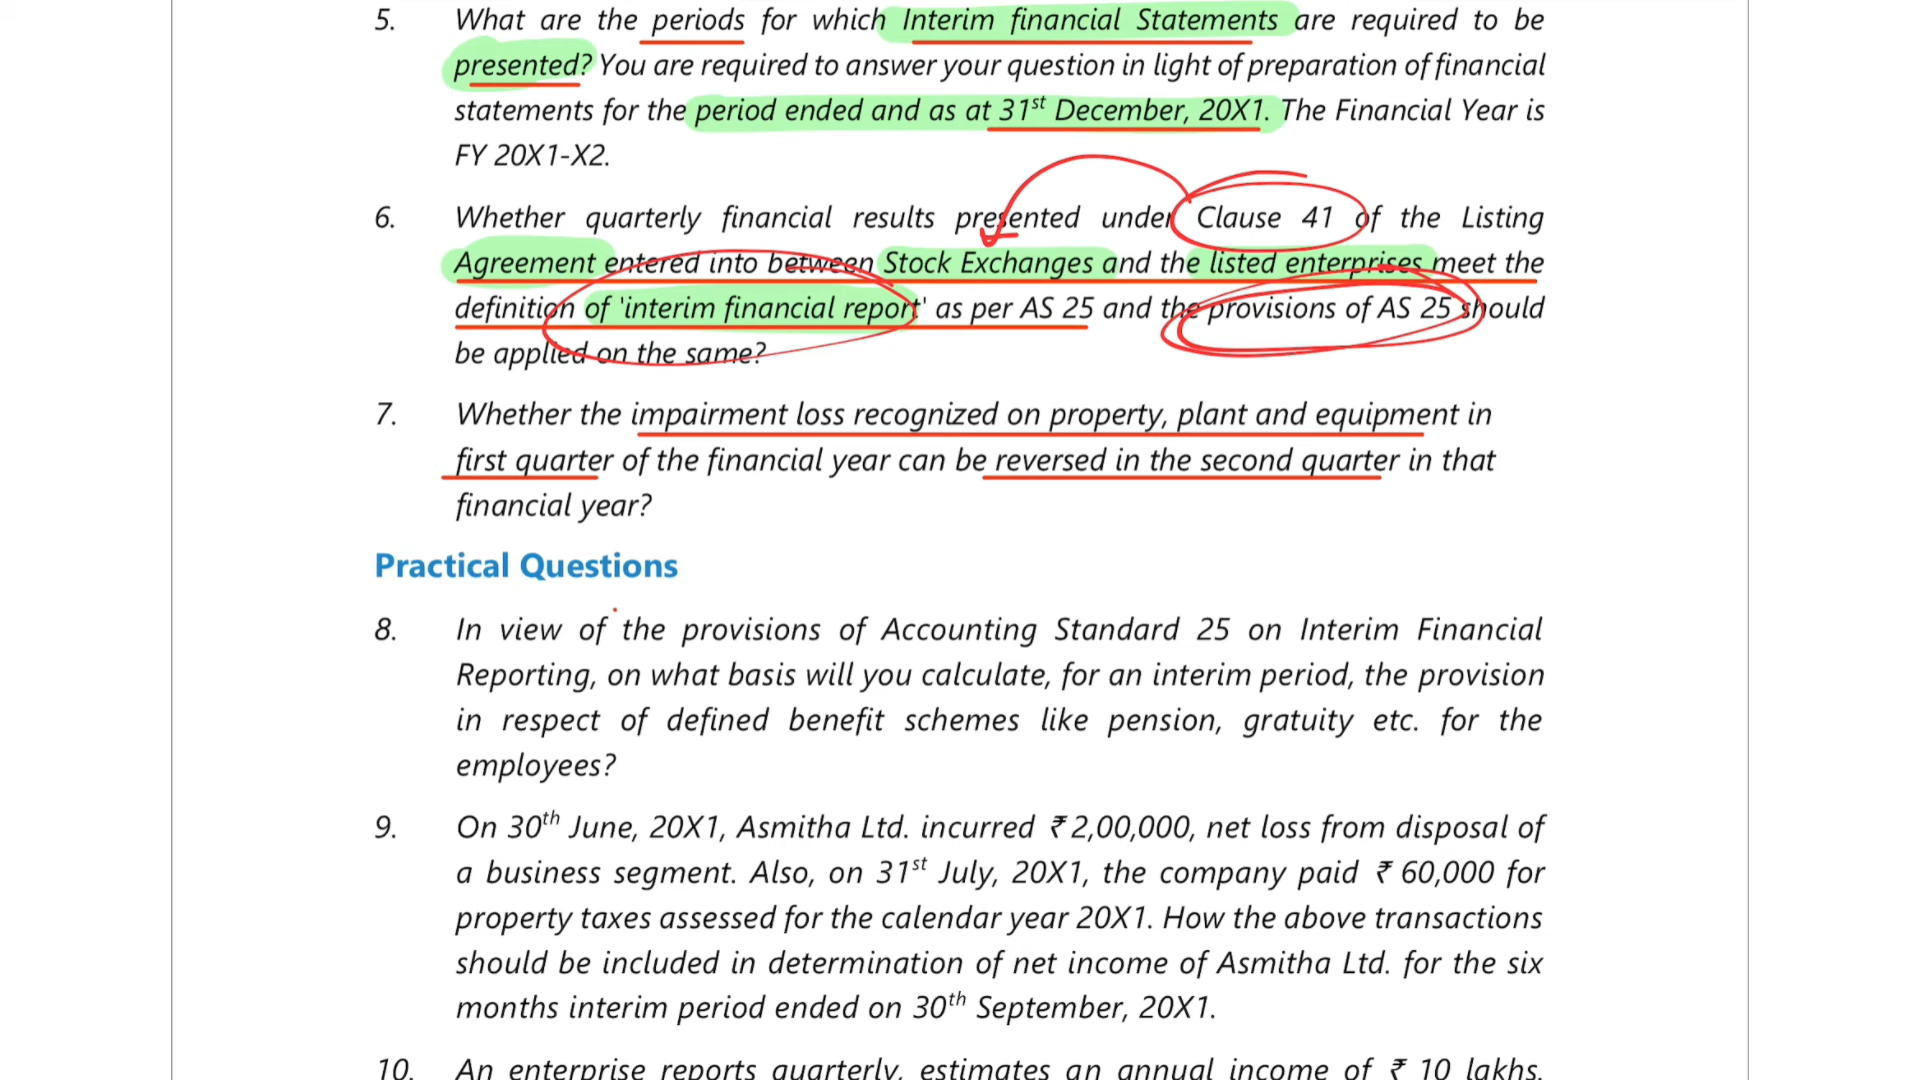 5. What are the periods for which Interim financial Statements are required to be
presented? You are required to answer your question in light of preparation of financial
statements for the period ended and as at 31st December, 20X1. The Financial Year is
FY 20X1-X2.
6. Whether quarterly financial results presented under Clause 41 of the Listing
Agreement entered into between Stock Exchanges and the listed enterprises meet the
definition of 'interim financial report' as per AS 25 and the provisions of AS 25 should
be applied on the same?
7. Whether the impairment loss recognized on property, plant and equipment in
first quarter of the financial year can be reversed in the second quarter in that
financial year?
Practical Questions
8. In view of the provisions of Accounting Standard 25 on Interim Financial
Reporting, on what basis will you calculate, for an interim period, the provision
in respect of defined benefit schemes like pension, gratuity etc. for the
employees?
9. On 30th June, 20X1, Asmitha Ltd. incurred ₹ 2,00,000, net loss from disposal of
a business segment. Also, on 31st July, 20X1, the company paid ₹ 60,000 for
property taxes assessed for the calendar year 20X1. How the above transactions
should be included in determination of net income of Asmitha Ltd. for the six
months interim period ended on 30th September, 20X1.
10. An enterprise reports quarterly, estimates an annual income of ₹ 10 lakhs.